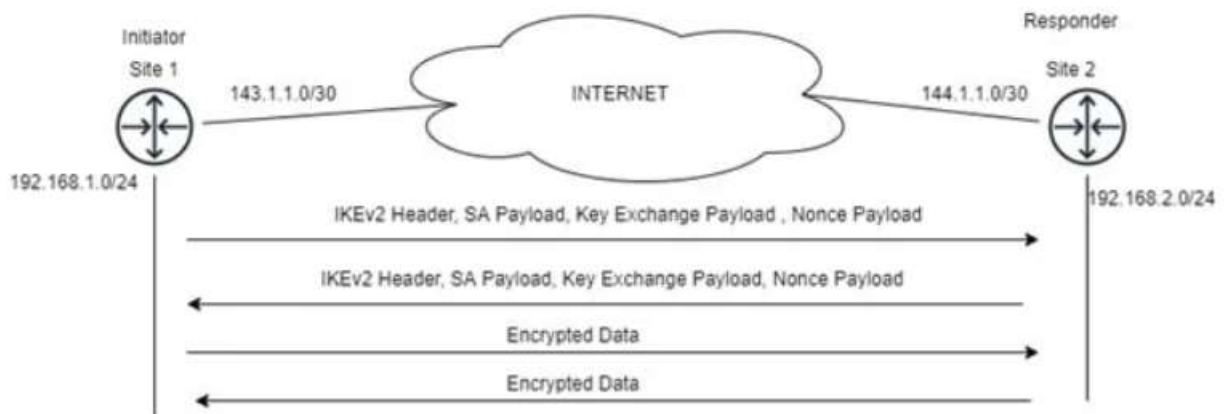 Initiator
Site 1
143.1.1.0/30
192.168.1.0/24
INTERNET
Responder
Site 2
144.1.1.0/30
192.168.2.0/24
IKEv2 Header, SA Payload, Key Exchange Payload , Nonce Payload
IKEv2 Header, SA Payload, Key Exchange Payload, Nonce Payload
Encrypted Data
Encrypted Data